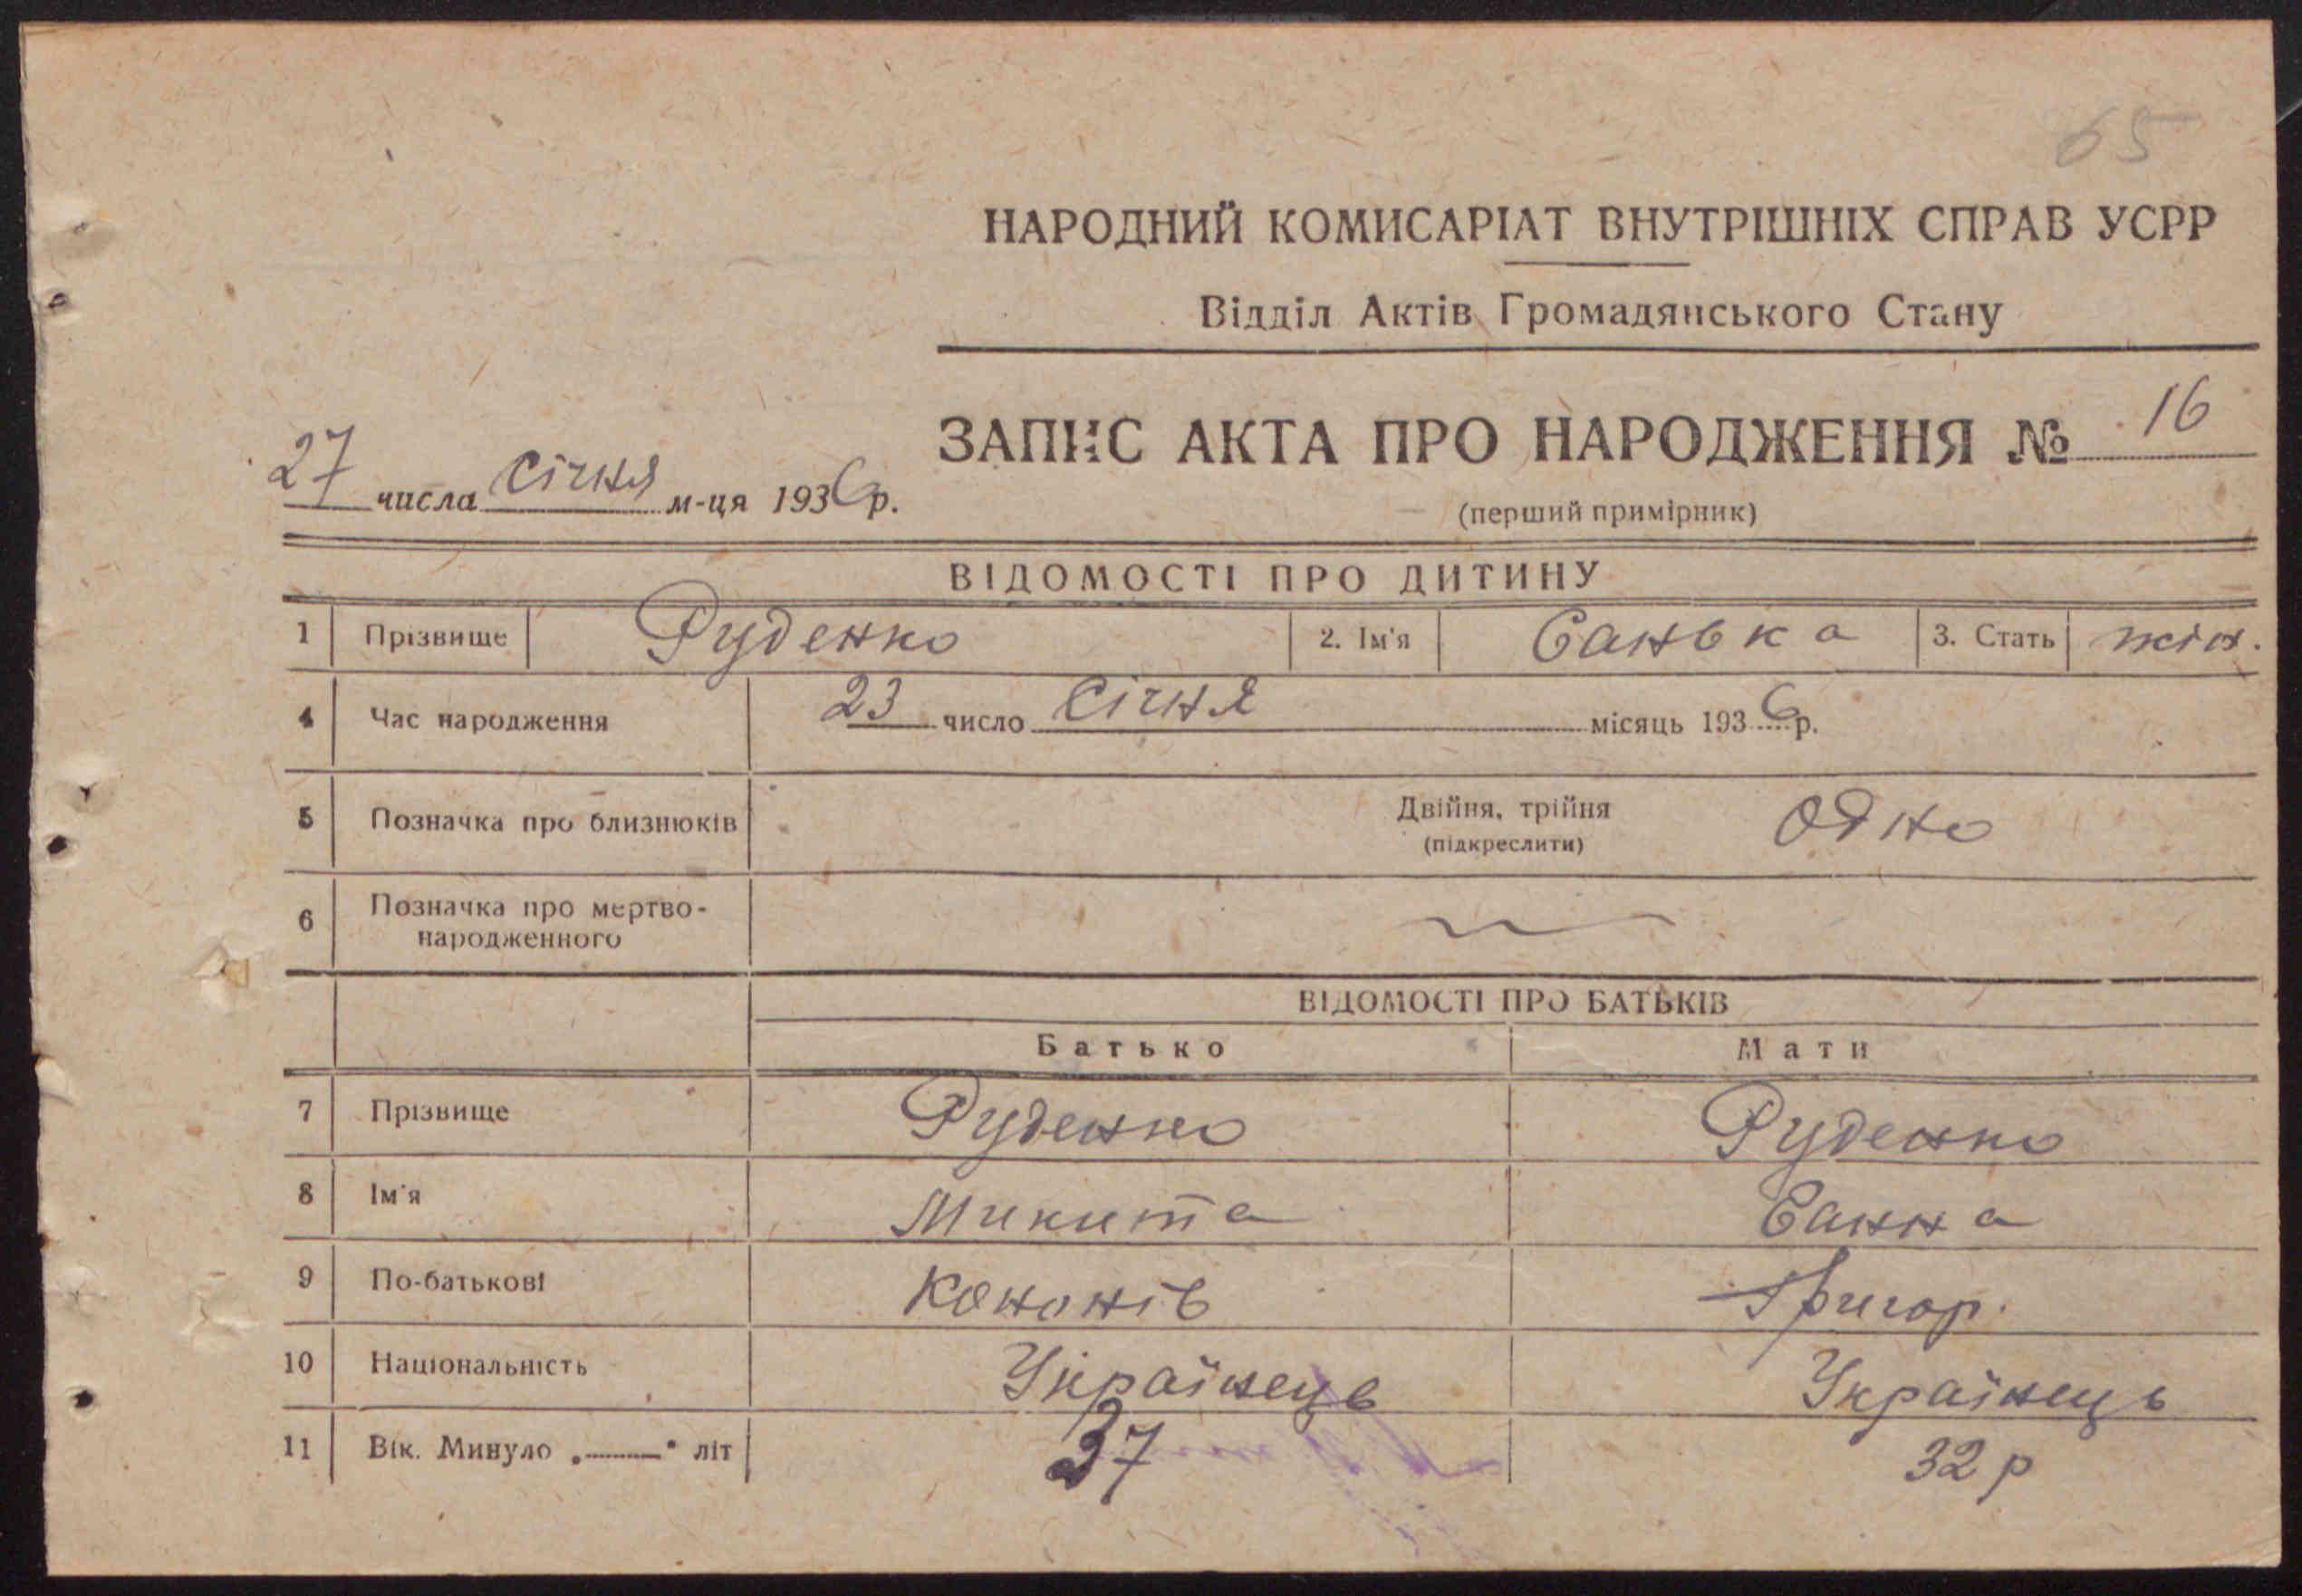 65
НАРОДНИЙ КОМИСАРІАТ ВНУТРІШНІХ СПРАВ УСРР
Відділ Актів Громадянського Стану
ЗАПИС АКТА ПРО НАРОДЖЕННЯ № 16
27 числа Січня м-ця 1936 р.
(перший примірник)
ВІДОМОСТІ ПРО ДИТИНУ
1 Прізвище Руденко 2. Ім'я Ганька 3. Стать жін.
4 Час народження 23 число Січня місяць 1936 р.
5 Позначка про близнюків Двійня, трійня (підкреслити) Одно
6 Позначка про мертво-
народженного
ВІДОМОСТІ ПРО БАТЬКІВ
Батько Мати
7 Прізвище Руденко Руденко
8 Ім'я Микита Ганна
9 По-батькові Кононів Григор.
10 Національність Українець Українець
11 Вік. Минуло „ " літ 37 32 р